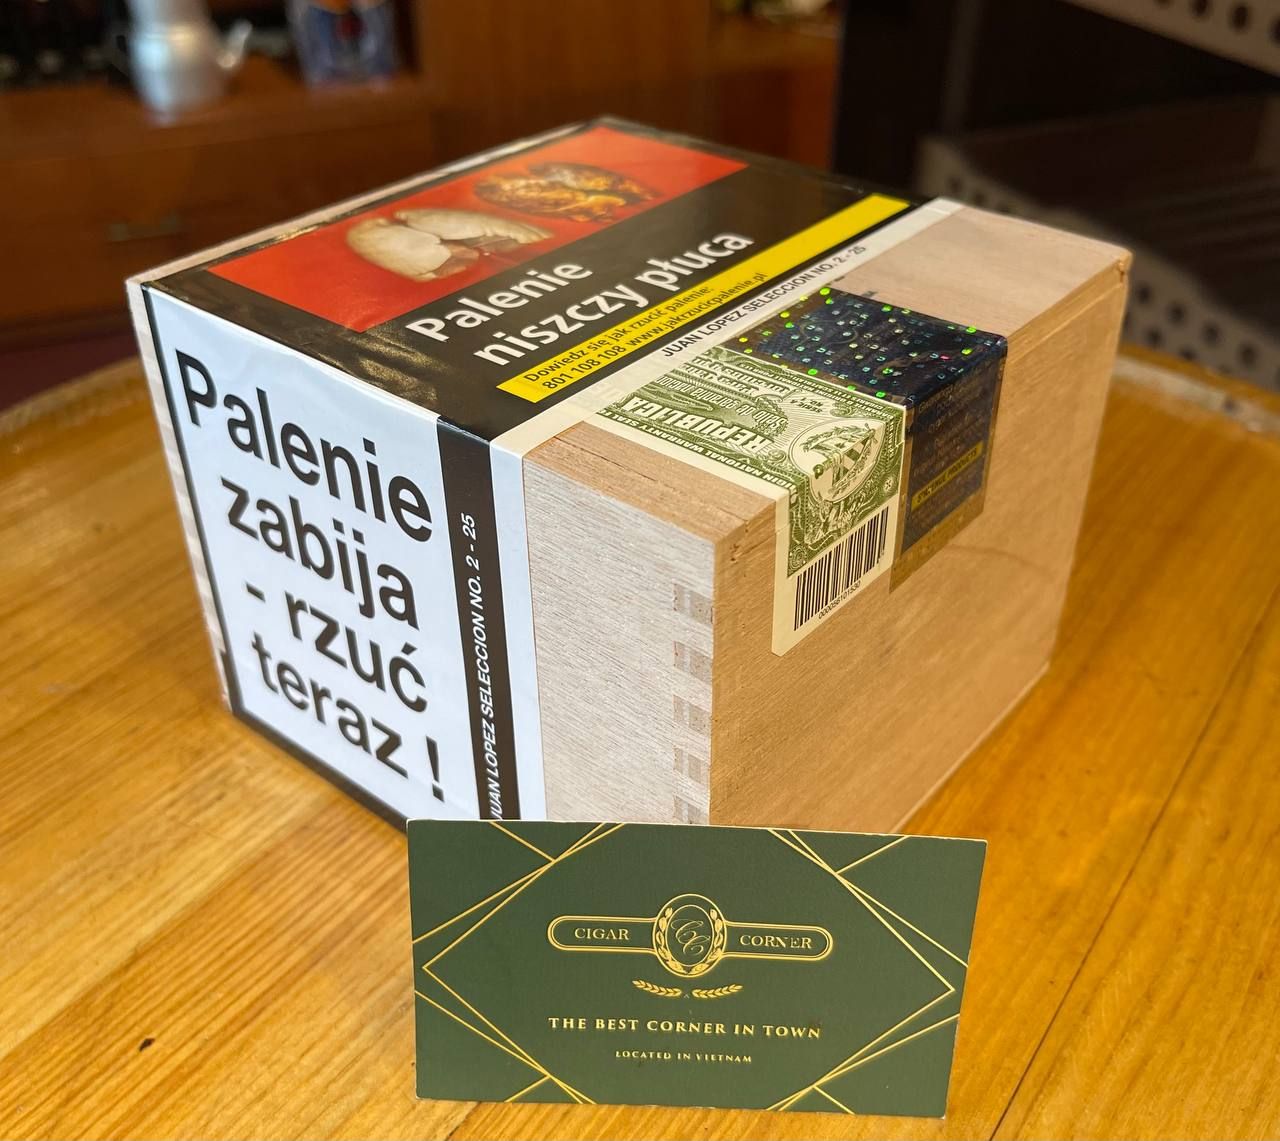 Palenie
niszczy płuca
Dowiedz się jak rzucić palenie:
801 108 108 www.jakrzucicpalenie.pl
JUAN LOPEZ SELECCION NO. 2 - 25
Palenie
zabija
- rzuć
teraz !
JUAN LOPEZ SELECCION NO. 2 - 25
REPUBLICA
CIGAR CORNER
THE BEST CORNER IN TOWN
LOCATED IN VIETNAM